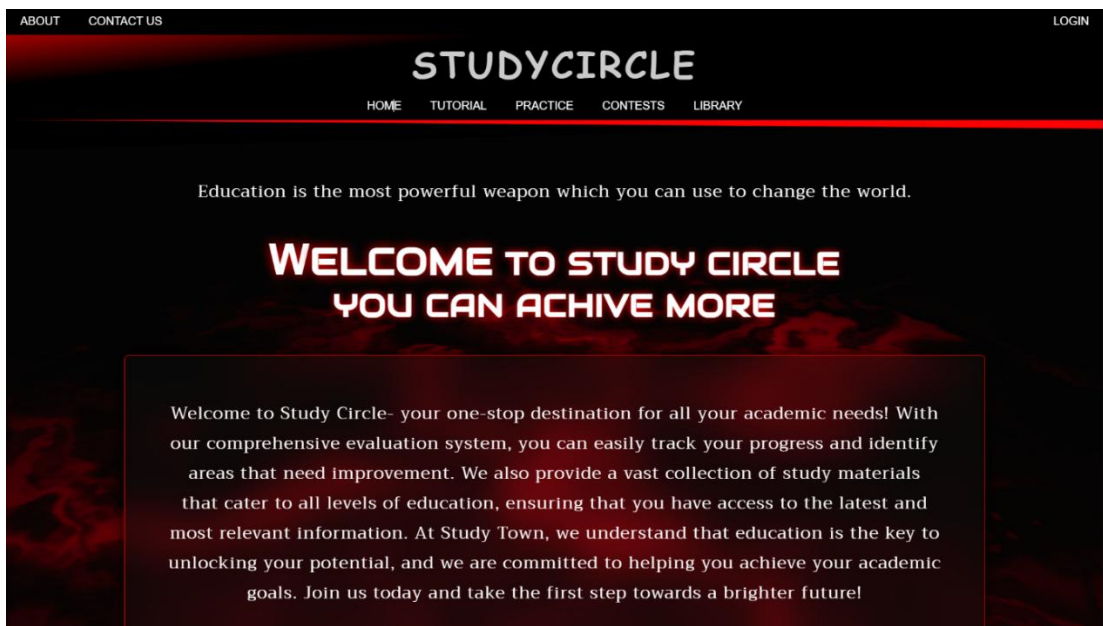 ABOUT CONTACT US LOGIN
STUDYCIRCLE
HOME TUTORIAL PRACTICE CONTESTS LIBRARY
Education is the most powerful weapon which you can use to change the world.
WELCOME TO STUDY CIRCLE
YOU CAN ACHIVE MORE
Welcome to Study Circle- your one-stop destination for all your academic needs! With
our comprehensive evaluation system, you can easily track your progress and identify
areas that need improvement. We also provide a vast collection of study materials
that cater to all levels of education, ensuring that you have access to the latest and
most relevant information. At Study Town, we understand that education is the key to
unlocking your potential, and we are committed to helping you achieve your academic
goals. Join us today and take the first step towards a brighter future!